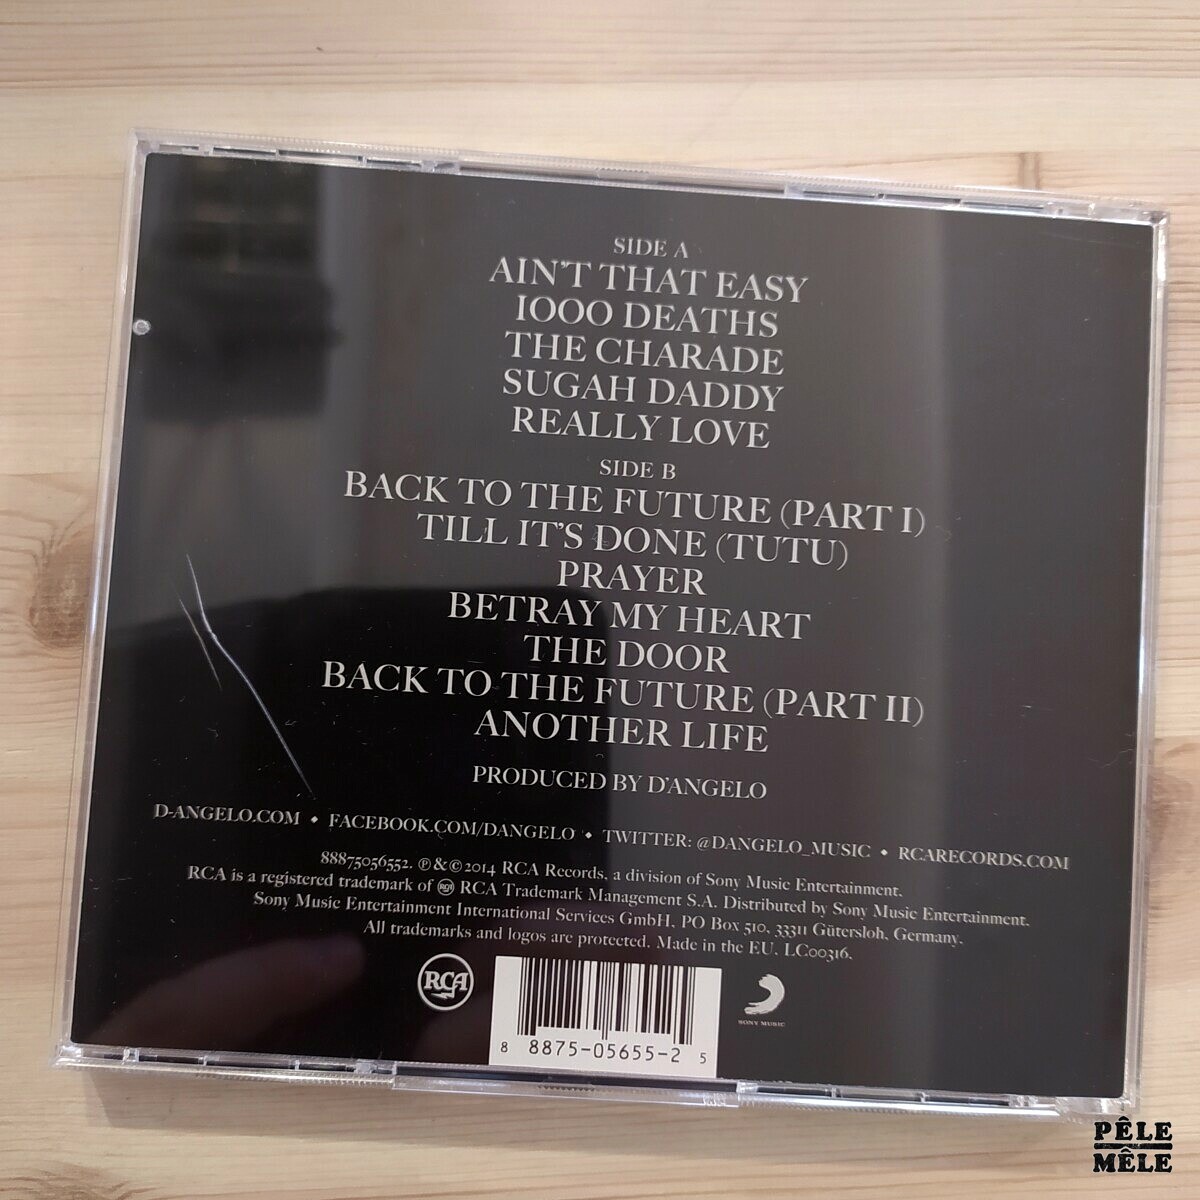 SIDE A
AIN'T THAT EASY
1000 DEATHS
THE CHARADE
SUGAH DADDY
REALLY LOVE
SIDE B
BACK TO THE FUTURE (PART I)
TILL IT'S DONE (TUTU)
PRAYER
BETRAY MY HEART
THE DOOR
BACK TO THE FUTURE (PART II)
ANOTHER LIFE
PRODUCED BY D'ANGELO
D-ANGELO.COM • FACEBOOK.COM/DANGELO • TWITTER: @DANGELO_MUSIC • RCARECORDS.COM
88875056552. ℗ & © 2014 RCA Records, a division of Sony Music Entertainment.
RCA is a registered trademark of RCA RCA Trademark Management S.A. Distributed by Sony Music Entertainment.
Sony Music Entertainment International Services GmbH, PO Box 510, 33311 Gütersloh, Germany.
All trademarks and logos are protected. Made in the EU. LC00316.
RCA
SONY MUSIC
8 8875-05655-2 5
PÊLE
MÊLE